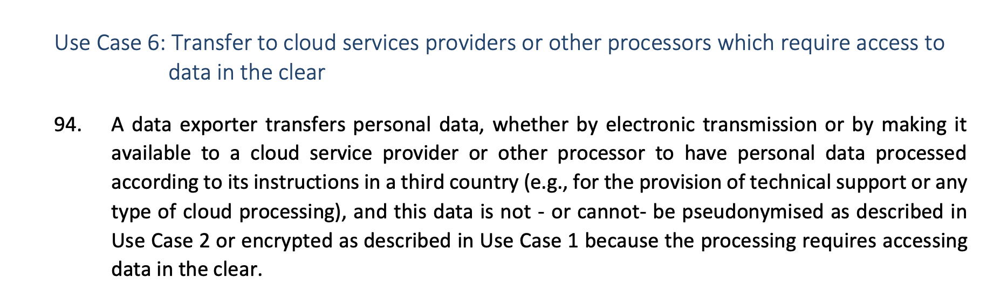 Use Case 6: Transfer to cloud services providers or other processors which require access to
data in the clear
94. A data exporter transfers personal data, whether by electronic transmission or by making it
available to a cloud service provider or other processor to have personal data processed
according to its instructions in a third country (e.g., for the provision of technical support or any
type of cloud processing), and this data is not - or cannot- be pseudonymised as described in
Use Case 2 or encrypted as described in Use Case 1 because the processing requires accessing
data in the clear.